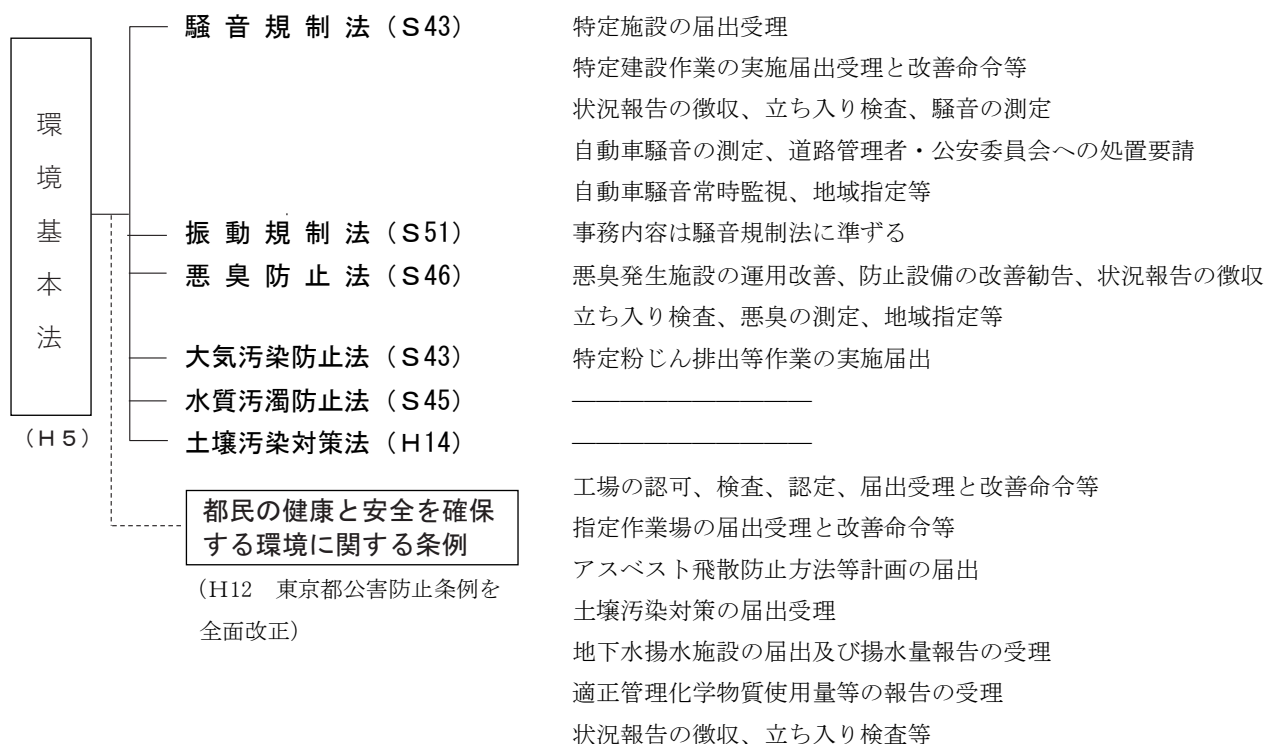 環境基本法
（H５）
騒音規制法（S43）
特定施設の届出受理
特定建設作業の実施届出受理と改善命令等
状況報告の徴収、立ち入り検査、騒音の測定
自動車騒音の測定、道路管理者・公安委員会への処置要請
自動車騒音常時監視、地域指定等
振動規制法（S51）
事務内容は騒音規制法に準ずる
悪臭防止法（S46）
悪臭発生施設の運用改善、防止設備の改善勧告、状況報告の徴収
立ち入り検査、悪臭の測定、地域指定等
大気汚染防止法（S43）
特定粉じん排出等作業の実施届出
水質汚濁防止法（S45）
土壌汚染対策法（H14）
都民の健康と安全を確保
する環境に関する条例
（H12　東京都公害防止条例を
全面改正）
工場の認可、検査、認定、届出受理と改善命令等
指定作業場の届出受理と改善命令等
アスベスト飛散防止方法等計画の届出
土壌汚染対策の届出受理
地下水揚水施設の届出及び揚水量報告の受理
適正管理化学物質使用量等の報告の受理
状況報告の徴収、立ち入り検査等